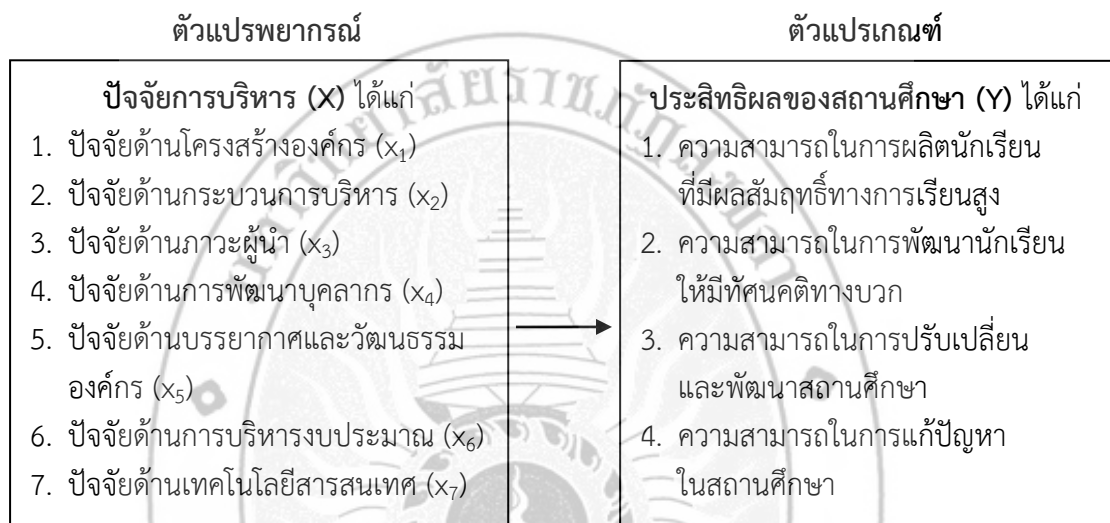 ตัวแปรพยากรณ์
ปัจจัยการบริหาร (X) ได้แก่
1. ปัจจัยด้านโครงสร้างองค์กร (x₁)
2. ปัจจัยด้านกระบวนการบริหาร (x₂)
3. ปัจจัยด้านภาวะผู้นำ (x₃)
4. ปัจจัยด้านการพัฒนาบุคลากร (x₄)
5. ปัจจัยด้านบรรยากาศและวัฒนธรรม
องค์กร (x₅)
6. ปัจจัยด้านการบริหารงบประมาณ (x₆)
7. ปัจจัยด้านเทคโนโลยีสารสนเทศ (x₇)
ตัวแปรเกณฑ์
ประสิทธิผลของสถานศึกษา (Y) ได้แก่
1. ความสามารถในการผลิตนักเรียน
ที่มีผลสัมฤทธิ์ทางการเรียนสูง
2. ความสามารถในการพัฒนานักเรียน
ให้มีทัศนคติทางบวก
3. ความสามารถในการปรับเปลี่ยน
และพัฒนาสถานศึกษา
4. ความสามารถในการแก้ปัญหา
ในสถานศึกษา